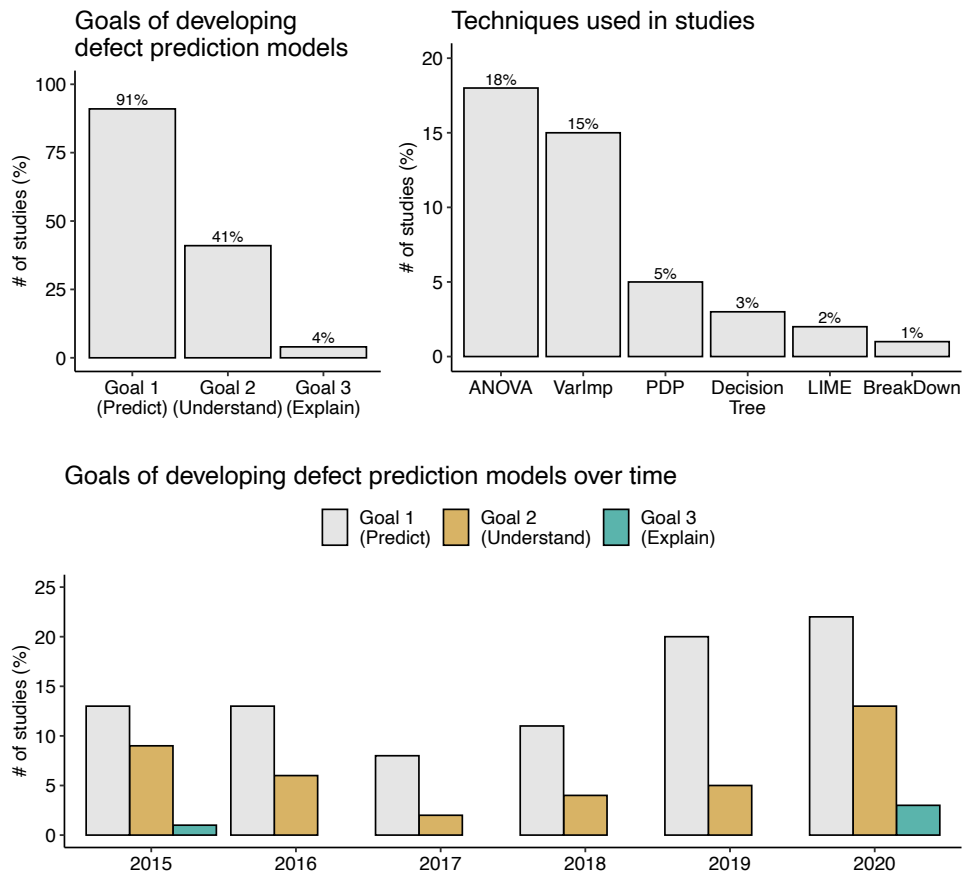 Goals of developing
defect prediction models
# of studies (%)
100
75
50
25
0
91%
41%
4%
Goal 1 Goal 2 Goal 3
(Predict) (Understand) (Explain)
Techniques used in studies
# of studies (%)
20
15
10
5
0
18%
15%
5%
3%
2%
1%
ANOVA VarImp PDP Decision LIME BreakDown
Tree
Goals of developing defect prediction models over time
Goal 1 Goal 2 Goal 3
(Predict) (Understand) (Explain)
# of studies (%)
25
20
15
10
5
0
2015 2016 2017 2018 2019 2020